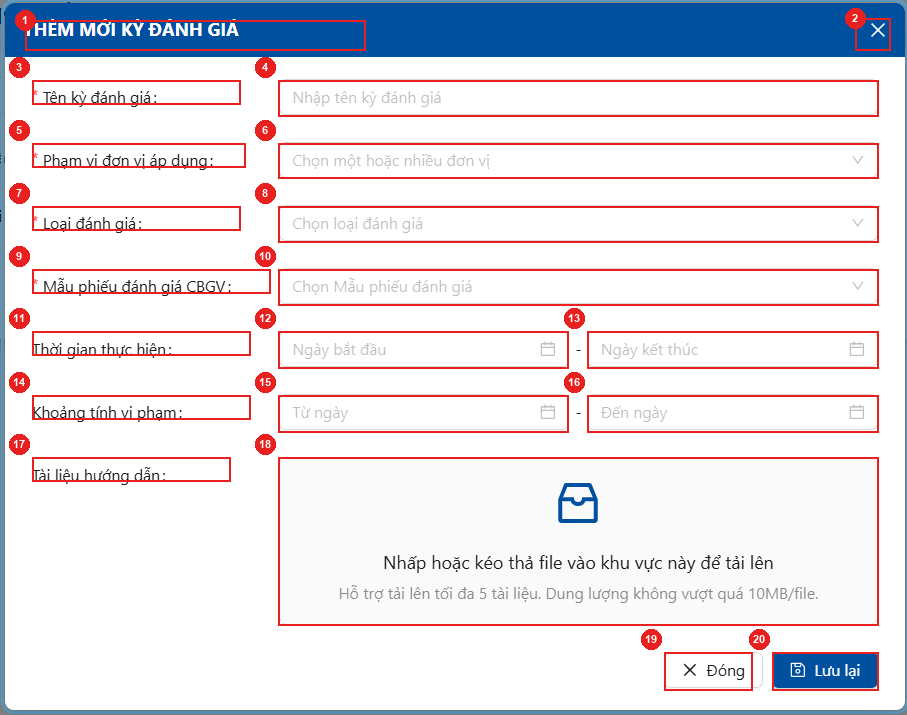 1 THÊM MỚI KỲ ĐÁNH GIÁ 2
3 4
* Tên kỳ đánh giá: Nhập tên kỳ đánh giá
5 6
* Phạm vi đơn vị áp dụng: Chọn một hoặc nhiều đơn vị
7 8
* Loại đánh giá: Chọn loại đánh giá
9 10
* Mẫu phiếu đánh giá CBGV: Chọn Mẫu phiếu đánh giá
11 12 13
Thời gian thực hiện: Ngày bắt đầu - Ngày kết thúc
14 15 16
Khoảng tính vi phạm: Từ ngày - Đến ngày
17 18
Tài liệu hướng dẫn:
Nhấp hoặc kéo thả file vào khu vực này để tải lên
Hỗ trợ tải lên tối đa 5 tài liệu. Dung lượng không vượt quá 10MB/file.
19 20
Đóng Lưu lại